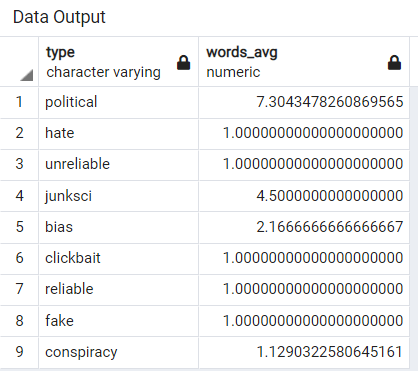 Data Output
type words_avg
character varying numeric
1 political 7.3043478260869565
2 hate 1.00000000000000000000
3 unreliable 1.00000000000000000000
4 junksci 4.5000000000000000
5 bias 2.1666666666666667
6 clickbait 1.00000000000000000000
7 reliable 1.00000000000000000000
8 fake 1.00000000000000000000
9 conspiracy 1.1290322580645161